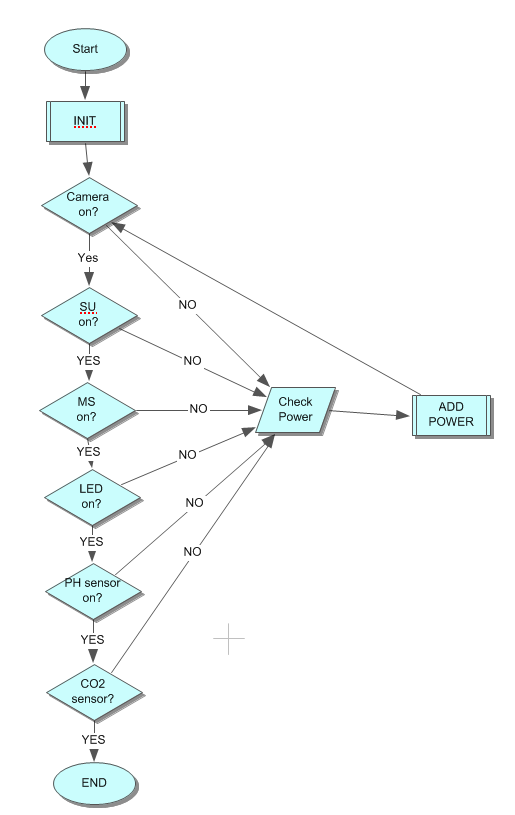 Start
INIT
Camera
on?
Yes
NO
SU
on?
NO
YES
Check
Power
ADD
POWER
MS
on?
NO
YES
NO
LED
on?
NO
YES
NO
PH sensor
on?
YES
CO2
sensor?
YES
END